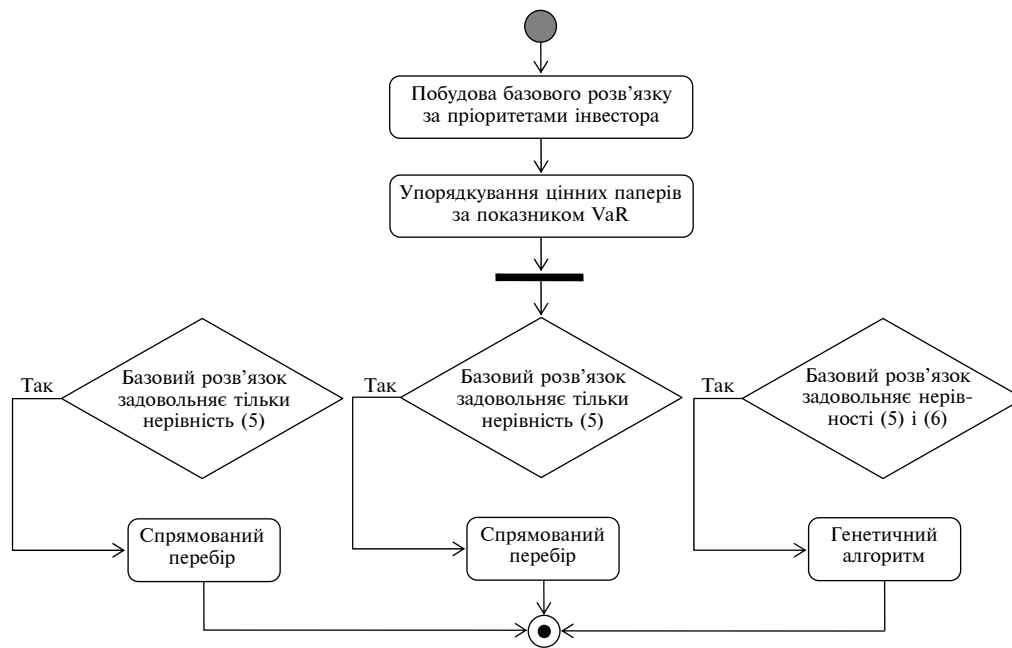 Побудова базового розв'язку
за пріоритетами інвестора
Упорядкування цінних паперів
за показником VaR
Так
Базовий розв'язок
задовольняє тільки
нерівність (5)
Так
Базовий розв'язок
задовольняє тільки
нерівність (5)
Так
Базовий розв'язок
задовольняє нерів-
ності (5) і (6)
Спрямований
перебір
Спрямований
перебір
Генетичний
алгоритм